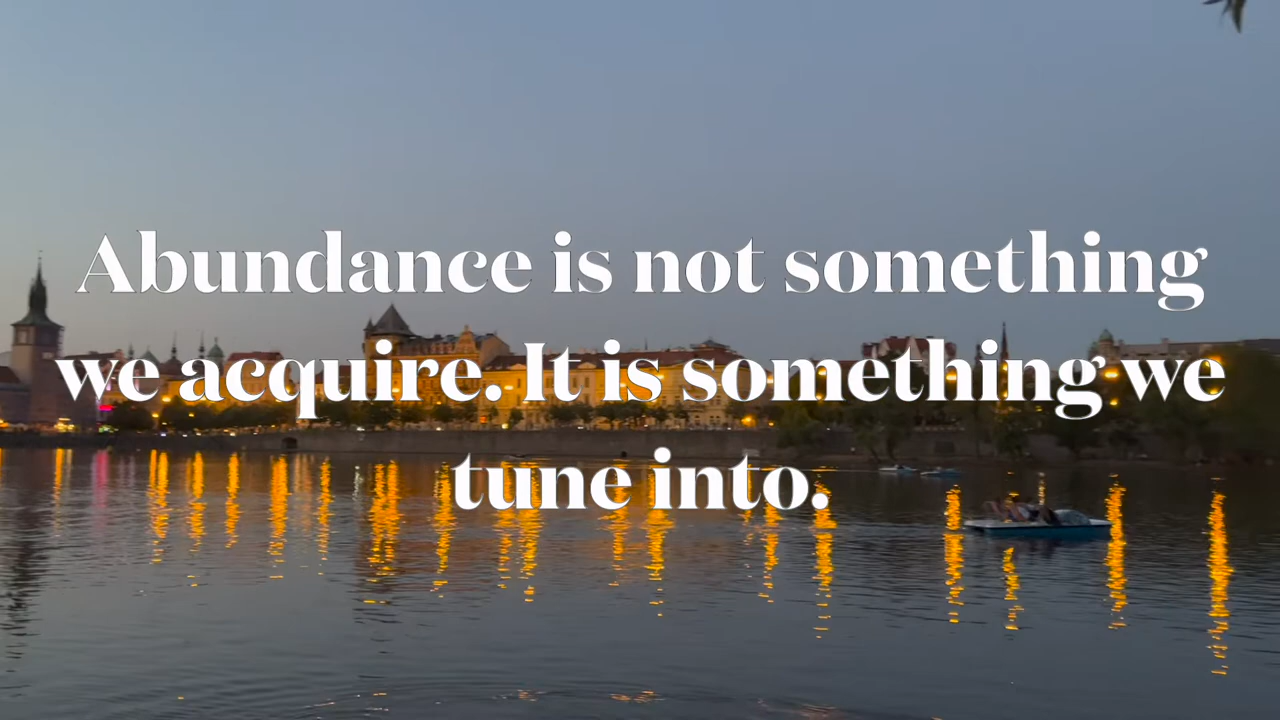 Abundance is not something
we acquire. It is something we
tune into.